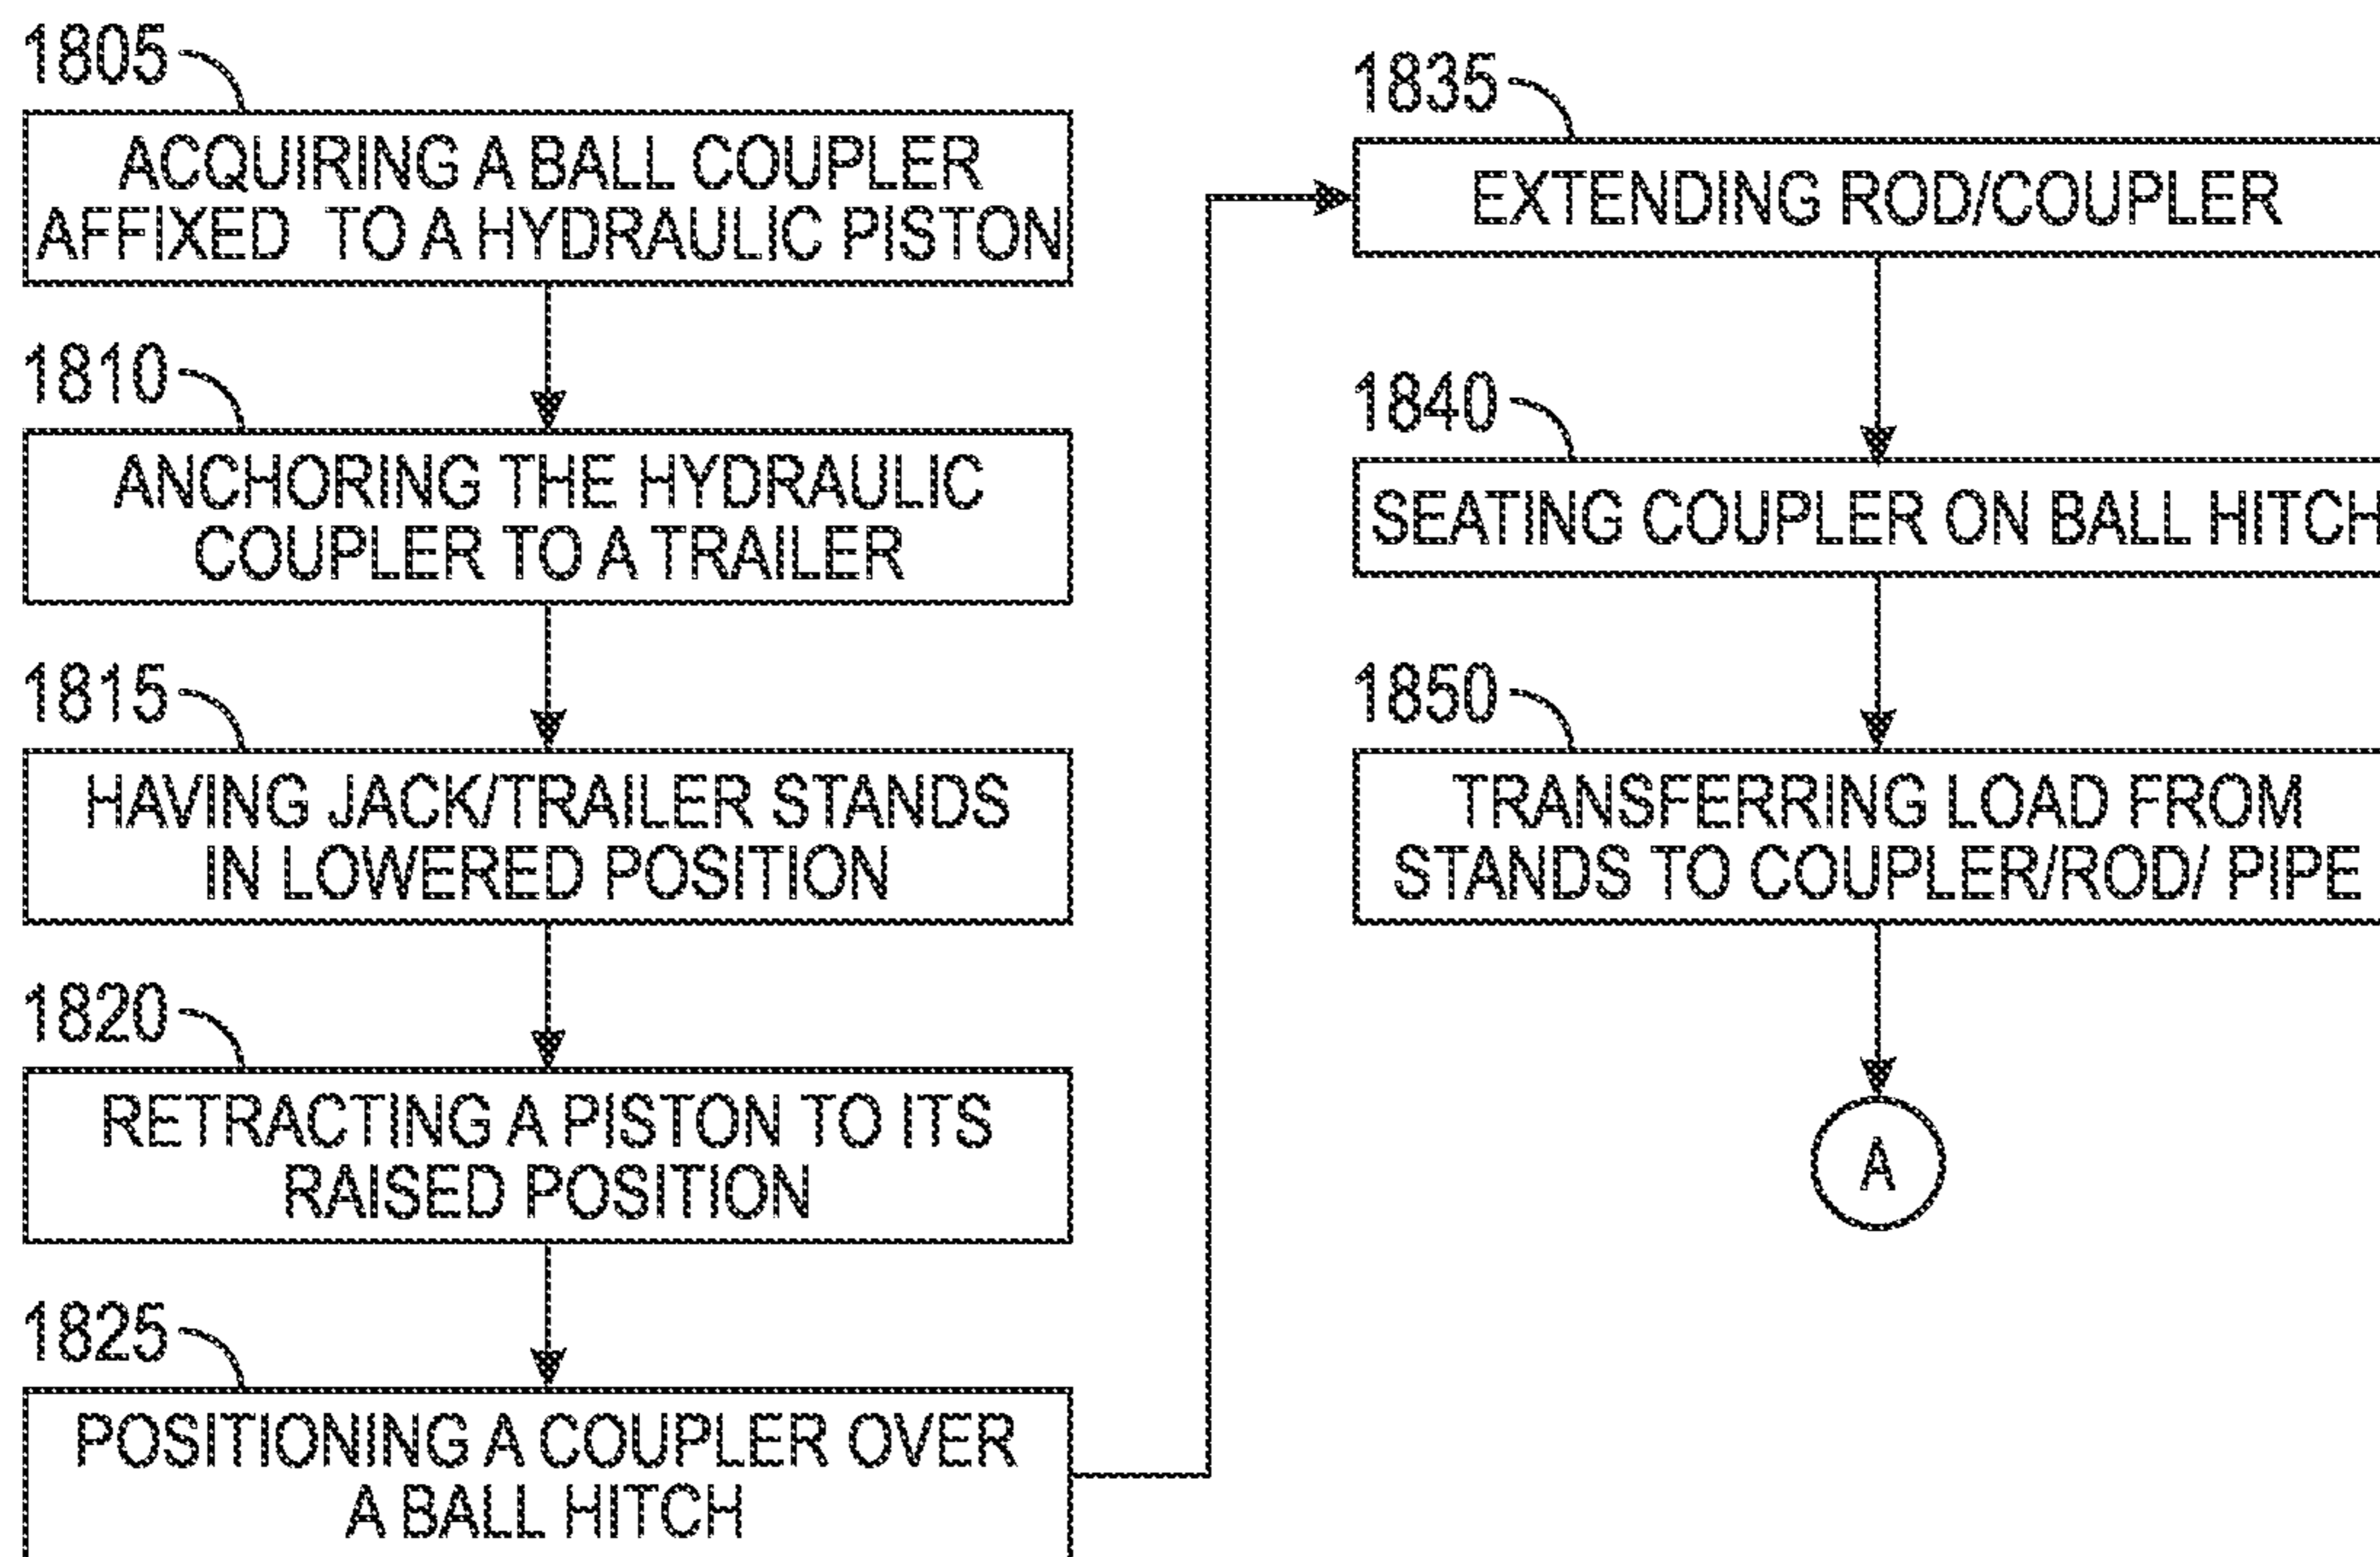 1805
ACQUIRING A BALL COUPLER
AFFIXED TO A HYDRAULIC PISTON
1810
ANCHORING THE HYDRAULIC
COUPLER TO A TRAILER
1815
HAVING JACK/TRAILER STANDS
IN LOWERED POSITION
1820
RETRACTING A PISTON TO ITS
RAISED POSITION
1825
POSITIONING A COUPLER OVER
A BALL HITCH
1835
EXTENDING ROD/COUPLER
1840
SEATING COUPLER ON BALL HITCH
1850
TRANSFERRING LOAD FROM
STANDS TO COUPLER/ROD/ PIPE
A